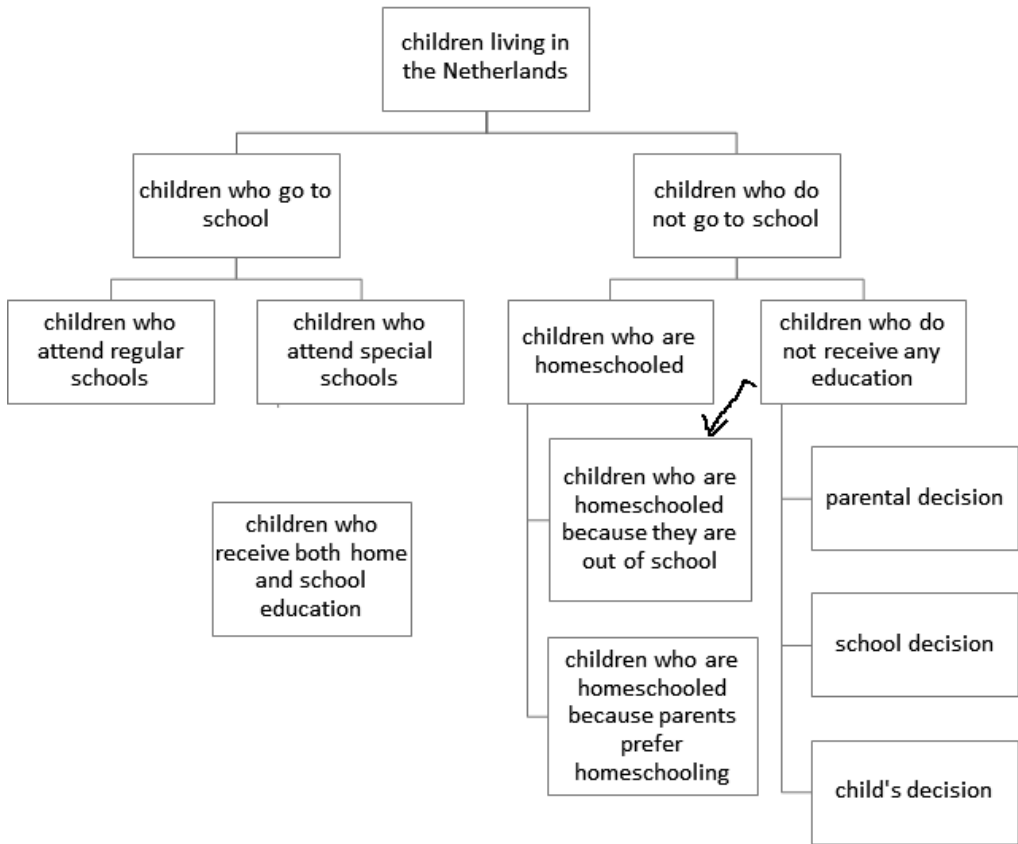 children living in
the Netherlands
children who go to
school
children who do
not go to school
children who
attend regular
schools
children who
attend special
schools
children who are
homeschooled
children who do
not receive any
education
children who
receive both home
and school
education
children who are
homeschooled
because they are
out of school
children who are
homeschooled
because parents
prefer
homeschooling
parental decision
school decision
child's decision